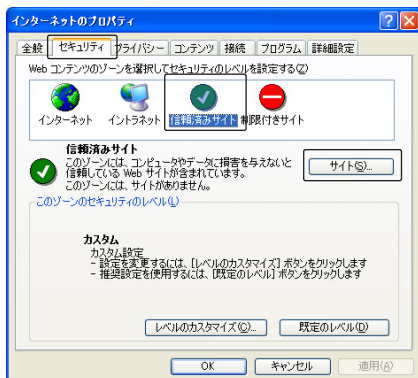 インターネットのプロパティ
全般 セキュリティ プライバシー コンテンツ 接続 プログラム 詳細設定
Web コンテンツのゾーンを選択してセキュリティのレベルを設定する(Z)
インターネット イントラネット 信頼済みサイト 制限付きサイト
信頼済みサイト
このゾーンには、コンピュータやデータに損害を与えないと
信頼している Web サイトが含まれています。
このゾーンには、サイトがありません。
サイト(S)...
このゾーンのセキュリティのレベル(L)
カスタム
カスタム設定
- 設定を変更するには、[レベルのカスタマイズ] ボタンをクリックします
- 推奨設定を使用するには、[既定のレベル] ボタンをクリックします
レベルのカスタマイズ(C)... 既定のレベル(D)
OK キャンセル 適用(A)